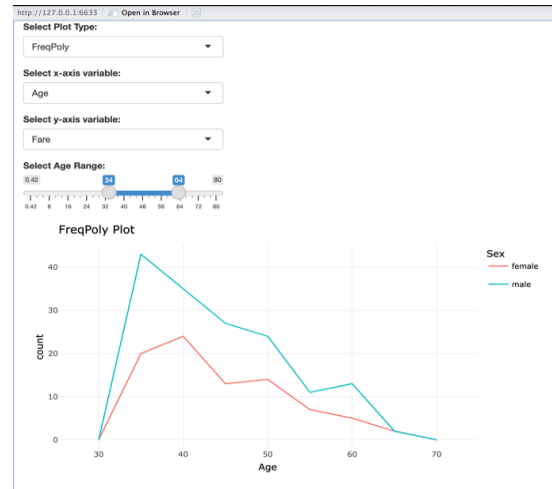 http://127.0.0.1:6633 Open in Browser
Select Plot Type:
FreqPoly
Select x-axis variable:
Age
Select y-axis variable:
Fare
Select Age Range:
0.42 34 64 80
0.42 8 16 24 32 40 48 56 64 72 80
FreqPoly Plot
Sex
female
male
40
30
20
10
0
count
30 40 50 60 70
Age